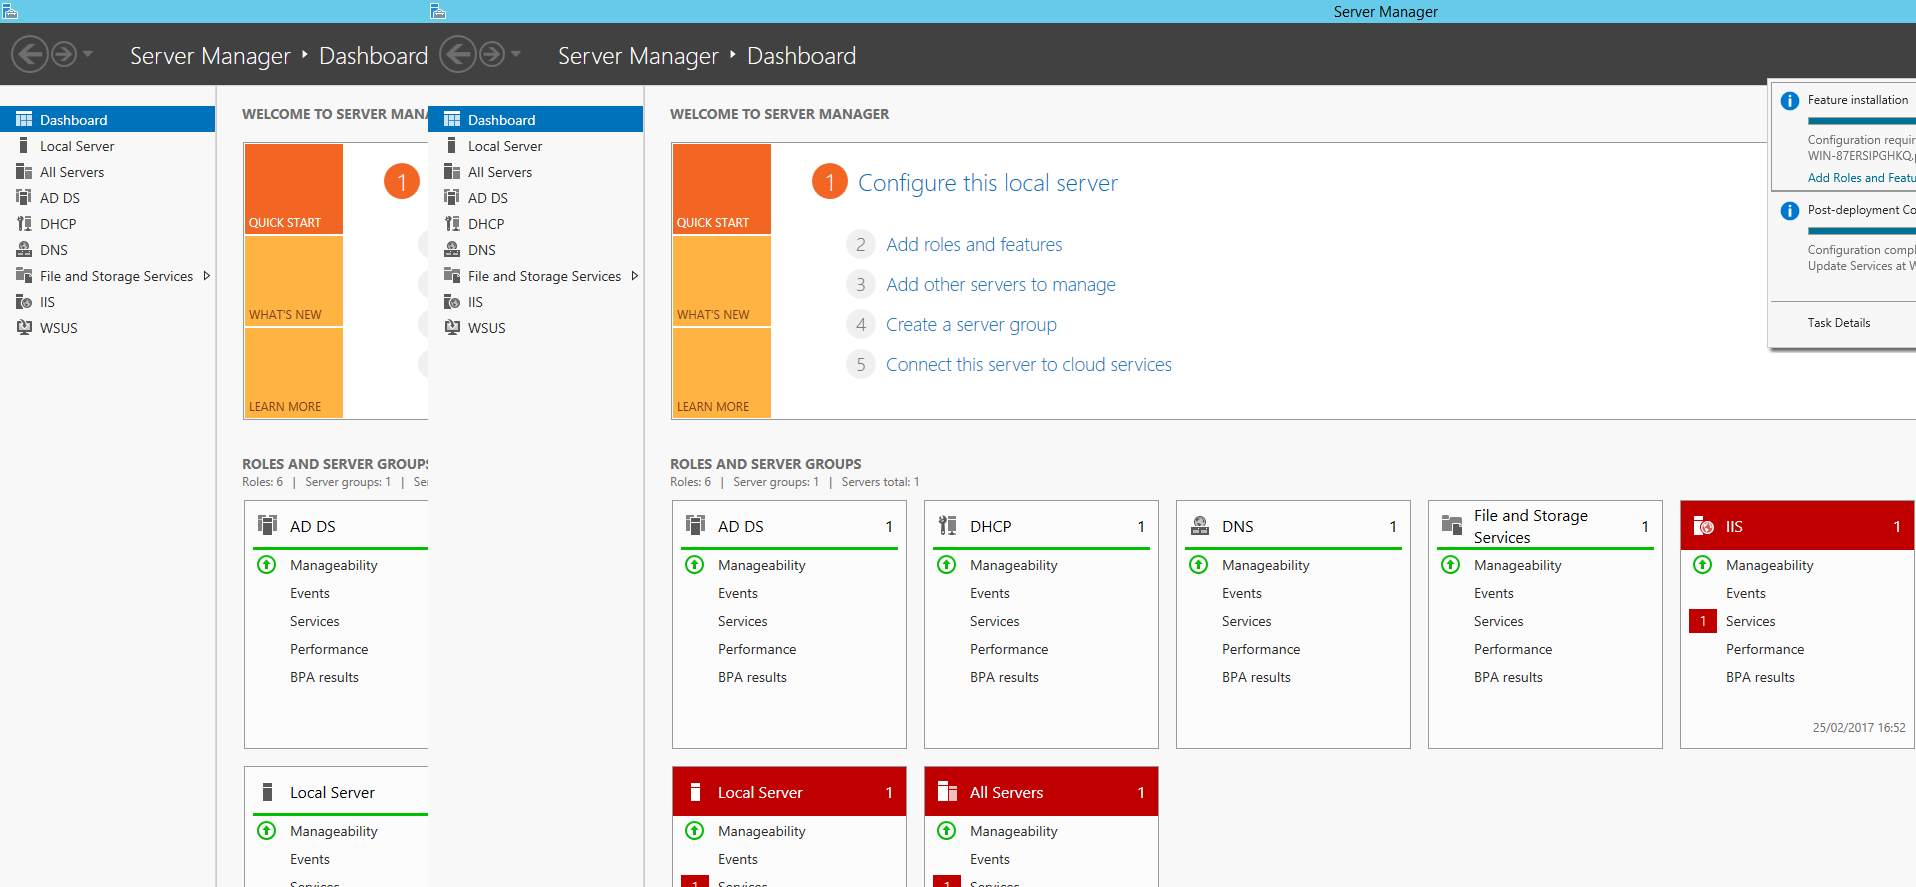 Server Manager
Server Manager ‣ Dashboard
Server Manager ‣ Dashboard
Dashboard
Local Server
All Servers
AD DS
DHCP
DNS
File and Storage Services
IIS
WSUS
WELCOME TO SERVER MANA
1
QUICK START
WHAT'S NEW
LEARN MORE
ROLES AND SERVER GROUPS
Roles: 6 | Server groups: 1 | Se
AD DS
Manageability
Events
Services
Performance
BPA results
Local Server
Manageability
Events
Services
Dashboard
Local Server
All Servers
AD DS
DHCP
DNS
File and Storage Services
IIS
WSUS
WELCOME TO SERVER MANAGER
QUICK START
WHAT'S NEW
LEARN MORE
1 Configure this local server
2 Add roles and features
3 Add other servers to manage
4 Create a server group
5 Connect this server to cloud services
Feature installation
Configuration requir
WIN-87ERSIPGHKQ.
Add Roles and Featu
Post-deployment Co
Configuration compl
Update Services at W
Task Details
ROLES AND SERVER GROUPS
Roles: 6 | Server groups: 1 | Servers total: 1
AD DS 1
Manageability
Events
Services
Performance
BPA results
DHCP 1
Manageability
Events
Services
Performance
BPA results
DNS 1
Manageability
Events
Services
Performance
BPA results
File and Storage
Services 1
Manageability
Events
Services
Performance
BPA results
IIS 1
Manageability
Events
1 Services
Performance
BPA results
25/02/2017 16:52
Local Server 1
Manageability
Events
1 Services
All Servers 1
Manageability
Events
1 Services